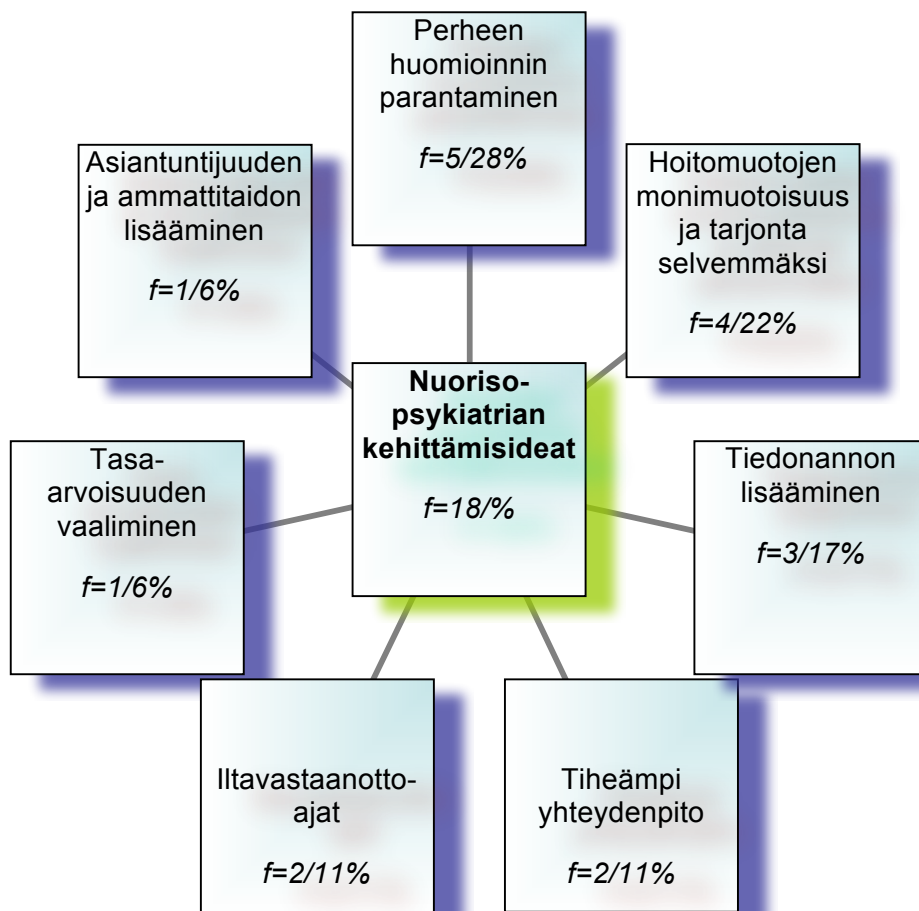 Perheen
huomioinnin
parantaminen
f=5/28%
Asiantuntijuuden
ja ammattitaidon
lisääminen
f=1/6%
Hoitomuotojen
monimuotoisuus
ja tarjonta
selvemmäksi
f=4/22%
Nuoriso-
psykiatrian
kehittämisideat
f=18/%
Tasa-
arvoisuuden
vaaliminen
f=1/6%
Tiedonannon
lisääminen
f=3/17%
Iltavastaanotto-
ajat
f=2/11%
Tiheämpi
yhteydenpito
f=2/11%